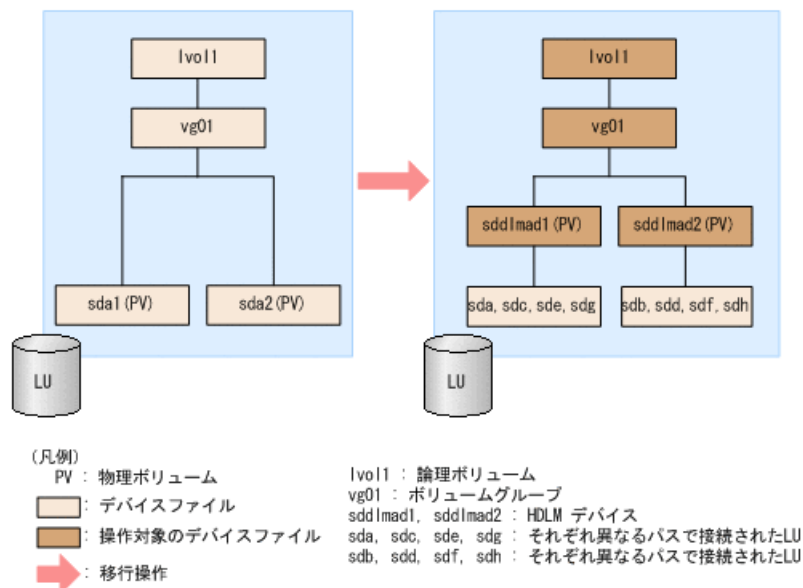 lvol1
vg01
sda1(PV)
sda2(PV)
LU
lvol1
vg01
sddlmad1(PV)
sddlmad2(PV)
sda, sdc, sde, sdg
sdb, sdd, sdf, sdh
LU
(凡例)
PV : 物理ボリューム
: デバイスファイル
: 操作対象のデバイスファイル
: 移行操作
lvol1 : 論理ボリューム
vg01 : ボリュームグループ
sddlmad1, sddlmad2 : HDLM デバイス
sda, sdc, sde, sdg : それぞれ異なるパスで接続されたLU
sdb, sdd, sdf, sdh : それぞれ異なるパスで接続されたLU